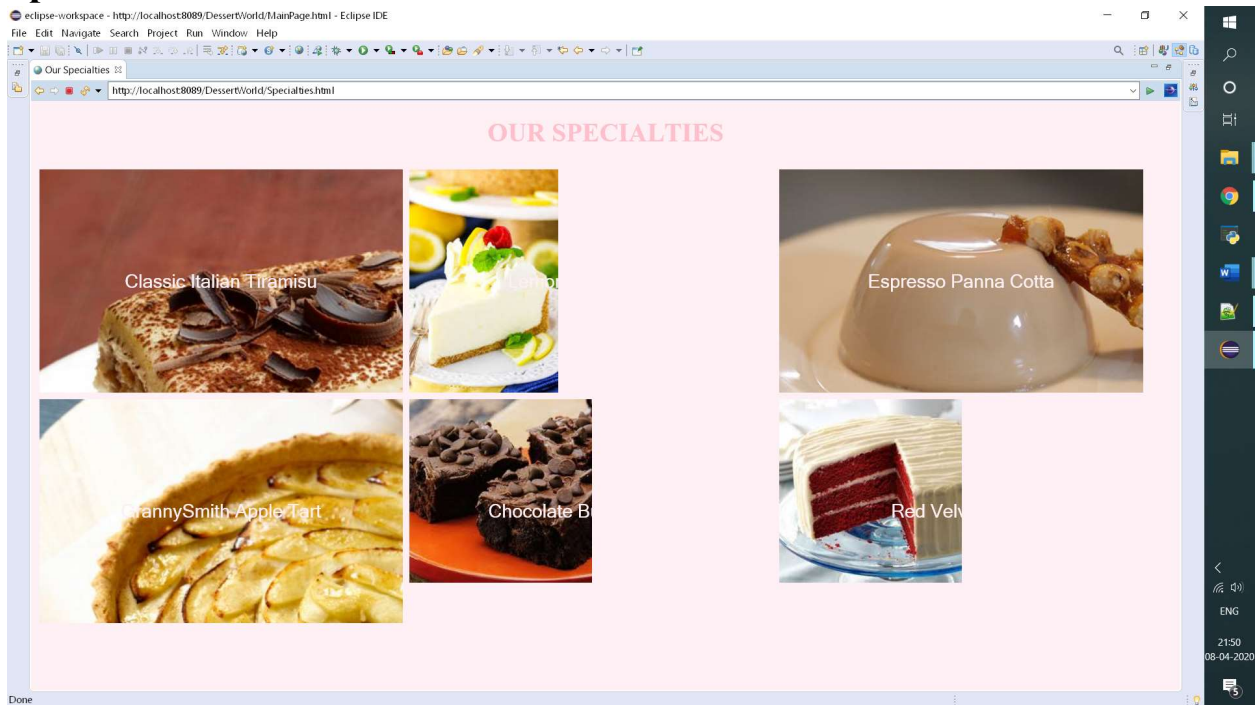 eclipse-workspace - http://localhost:8089/DessertWorld/MainPage.html - Eclipse IDE
File Edit Navigate Search Project Run Window Help
Our Specialties
http://localhost:8089/DessertWorld/Specialties.html
OUR SPECIALTIES
Classic Italian Tiramisu
Lemon
Espresso Panna Cotta
GrannySmith Apple Tart
Chocolate B
Red Velv
ENG
21:50
08-04-2020
5
Done